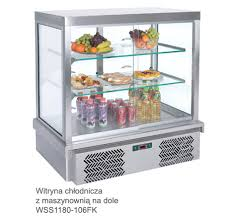 Witryna chłodnicza
z maszynownią na dole
WSS1180-106FK